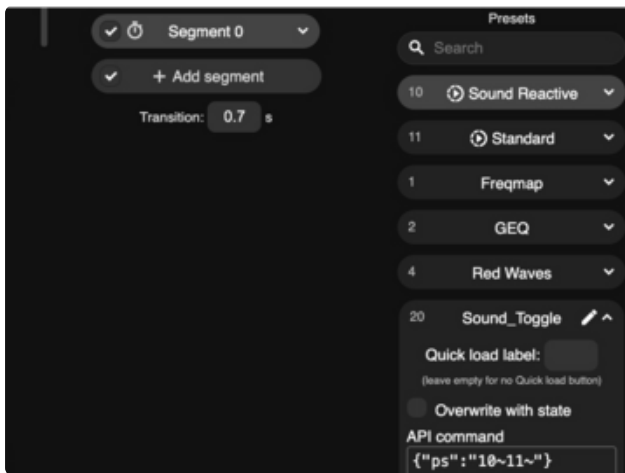 Segment 0
+ Add segment
Transition: 0.7 s
Presets
Search
10 Sound Reactive
11 Standard
1 Freqmap
2 GEQ
4 Red Waves
20 Sound_Toggle
Quick load label:
(leave empty for no Quick load button)
Overwrite with state
API command
{"ps":"10~11~"}